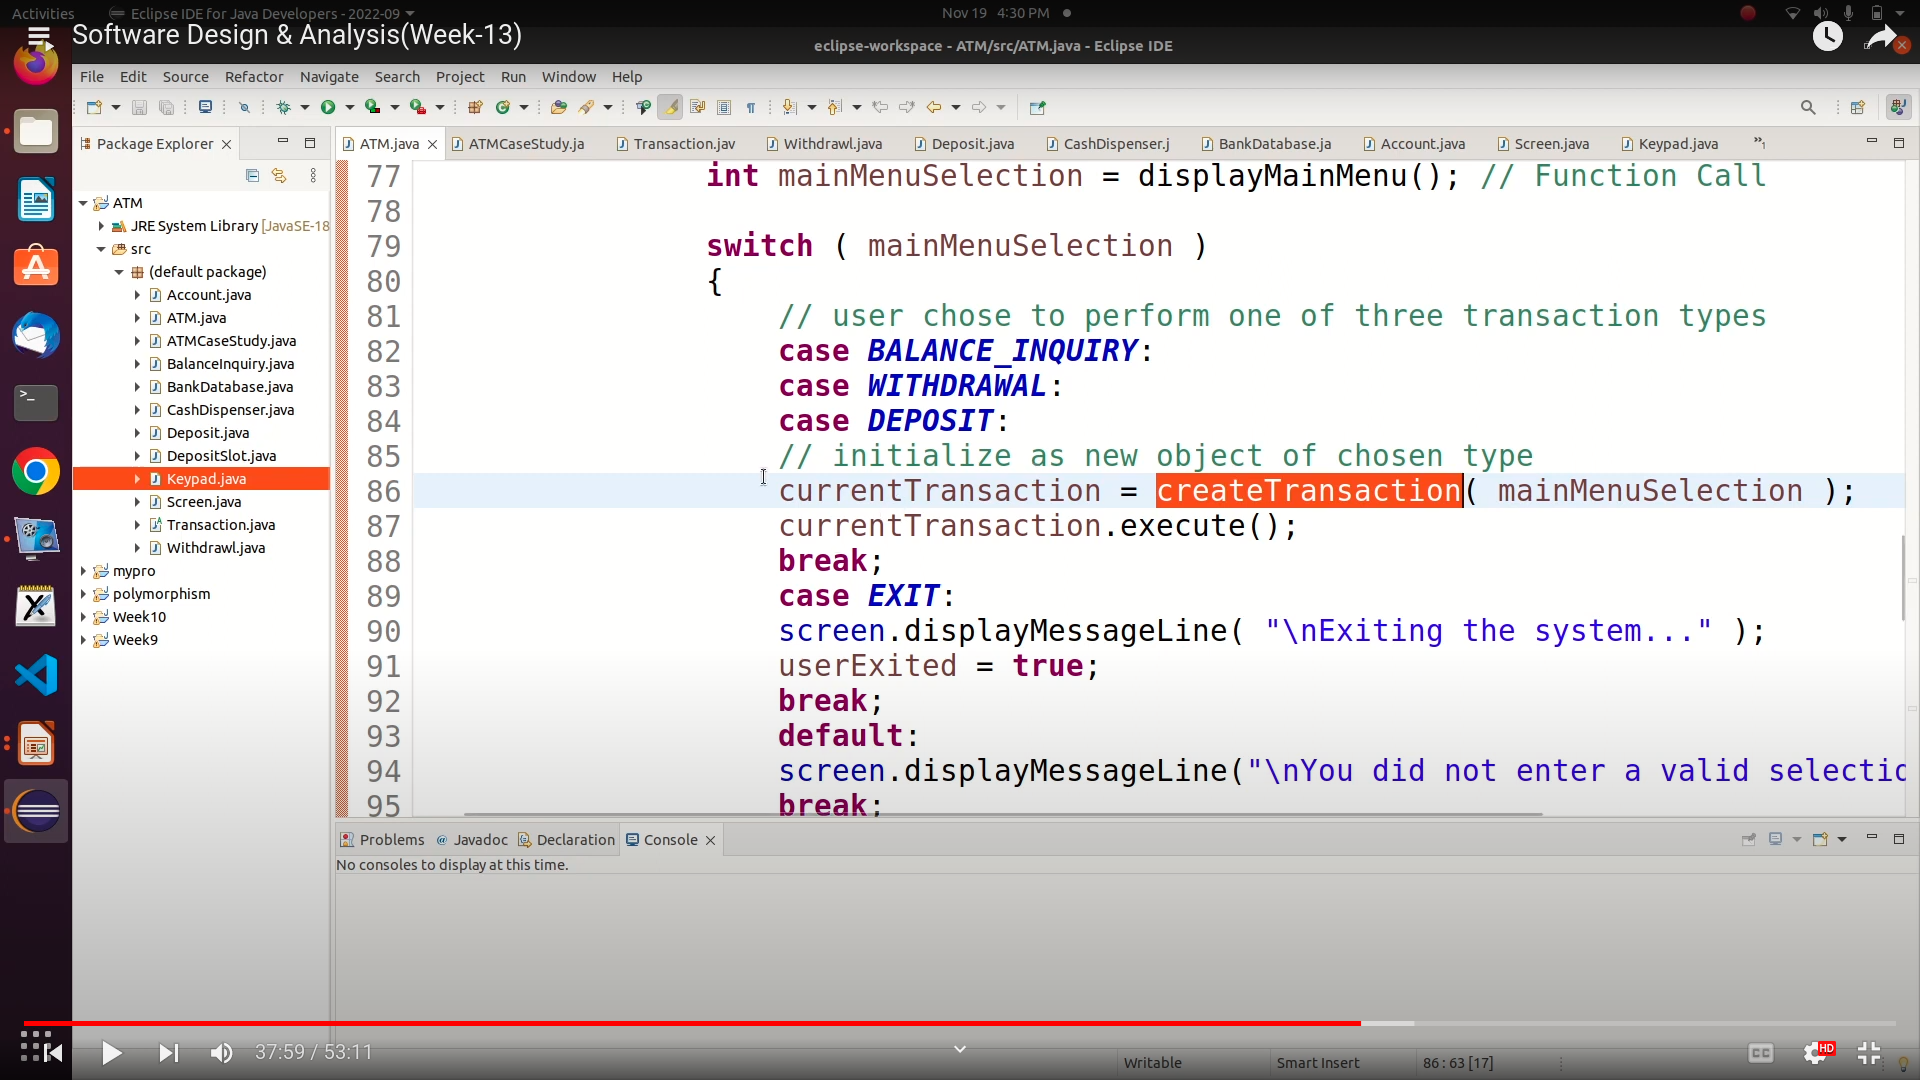 Activities
Eclipse IDE for Java Developers - 2022-09
Nov 19 4:30 PM
Software Design & Analysis(Week-13)
eclipse-workspace - ATM/src/ATM.java - Eclipse IDE
File Edit Source Refactor Navigate Search Project Run Window Help
Package Explorer
ATM.java
ATMCaseStudy.ja
Transaction.jav
Withdrawl.java
Deposit.java
CashDispenser.j
BankDatabase.ja
Account.java
Screen.java
Keypad.java
ATM
JRE System Library [JavaSE-18
src
(default package)
Account.java
ATM.java
ATMCaseStudy.java
BalanceInquiry.java
BankDatabase.java
CashDispenser.java
Deposit.java
DepositSlot.java
Keypad.java
Screen.java
Transaction.java
Withdrawl.java
mypro
polymorphism
Week10
Week9
77 int mainMenuSelection = displayMainMenu(); // Function Call
78
79 switch ( mainMenuSelection )
80 {
81 // user chose to perform one of three transaction types
82 case BALANCE_INQUIRY:
83 case WITHDRAWAL:
84 case DEPOSIT:
85 // initialize as new object of chosen type
86 currentTransaction = createTransaction( mainMenuSelection );
87 currentTransaction.execute();
88 break;
89 case EXIT:
90 screen.displayMessageLine( "\nExiting the system..." );
91 userExited = true;
92 break;
93 default:
94 screen.displayMessageLine("\nYou did not enter a valid selectio
95 break;
Problems @ Javadoc Declaration Console
No consoles to display at this time.
37:59 / 53:11
CC
HD
Writable
Smart Insert
86 : 63 [17]